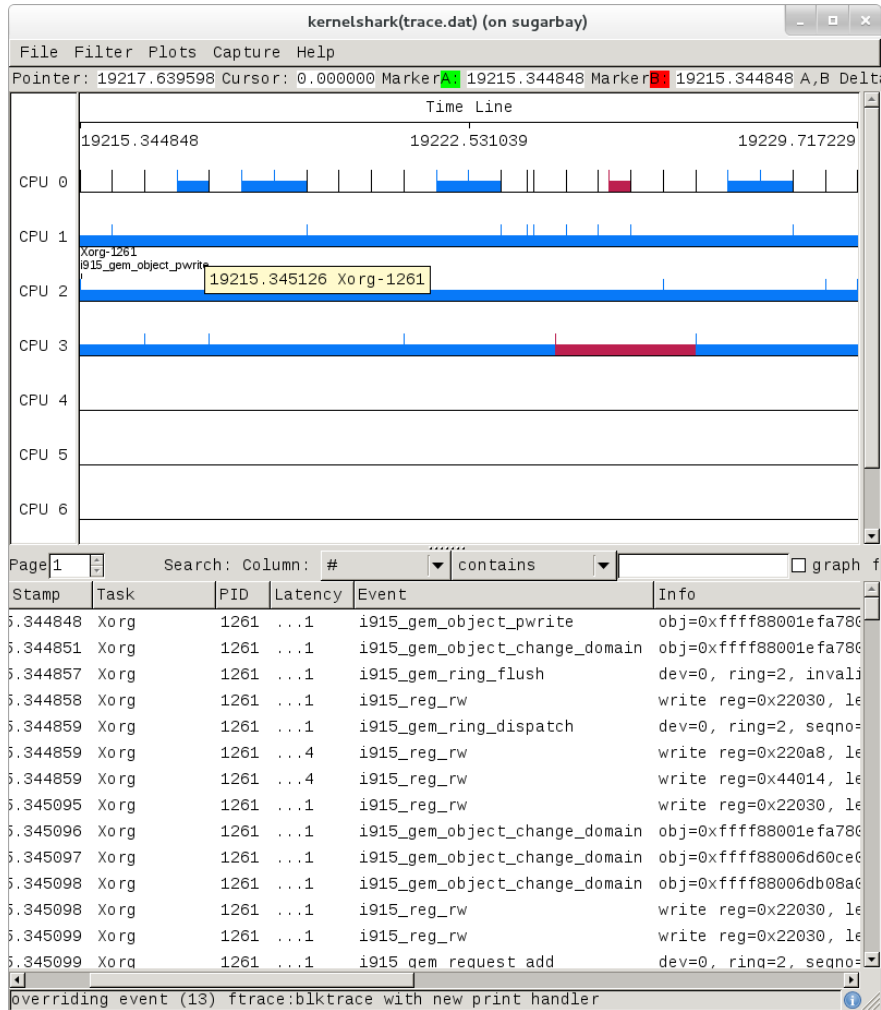 kernelshark(trace.dat) (on sugarbay)
File Filter Plots Capture Help
Pointer: 19217.639598 Cursor: 0.000000 MarkerA: 19215.344848 MarkerB: 19215.344848 A,B Delt
Time Line
19215.344848 19222.531039 19229.717229
CPU 0
CPU 1
Xorg-1261
i915_gem_object_pwrite
19215.345126 Xorg-1261
CPU 2
CPU 3
CPU 4
CPU 5
CPU 6
Page 1 Search: Column: # contains graph f
Stamp Task PID Latency Event Info
5.344848 Xorg 1261 ...1 i915_gem_object_pwrite obj=0xffff88001efa780
5.344851 Xorg 1261 ...1 i915_gem_object_change_domain obj=0xffff88001efa780
5.344857 Xorg 1261 ...1 i915_gem_ring_flush dev=0, ring=2, invali
5.344858 Xorg 1261 ...1 i915_reg_rw write reg=0x22030, le
5.344859 Xorg 1261 ...1 i915_gem_ring_dispatch dev=0, ring=2, seqno=
5.344859 Xorg 1261 ...4 i915_reg_rw write reg=0x220a8, le
5.344859 Xorg 1261 ...4 i915_reg_rw write reg=0x44014, le
5.345095 Xorg 1261 ...1 i915_reg_rw write reg=0x22030, le
5.345096 Xorg 1261 ...1 i915_gem_object_change_domain obj=0xffff88001efa780
5.345097 Xorg 1261 ...1 i915_gem_object_change_domain obj=0xffff88006d60ce0
5.345098 Xorg 1261 ...1 i915_gem_object_change_domain obj=0xffff88006db08a0
5.345098 Xorg 1261 ...1 i915_reg_rw write reg=0x22030, le
5.345099 Xorg 1261 ...1 i915_reg_rw write reg=0x22030, le
5.345099 Xorg 1261 ...1 i915_gem_request_add dev=0, ring=2, seqno=
overriding event (13) ftrace:blktrace with new print handler